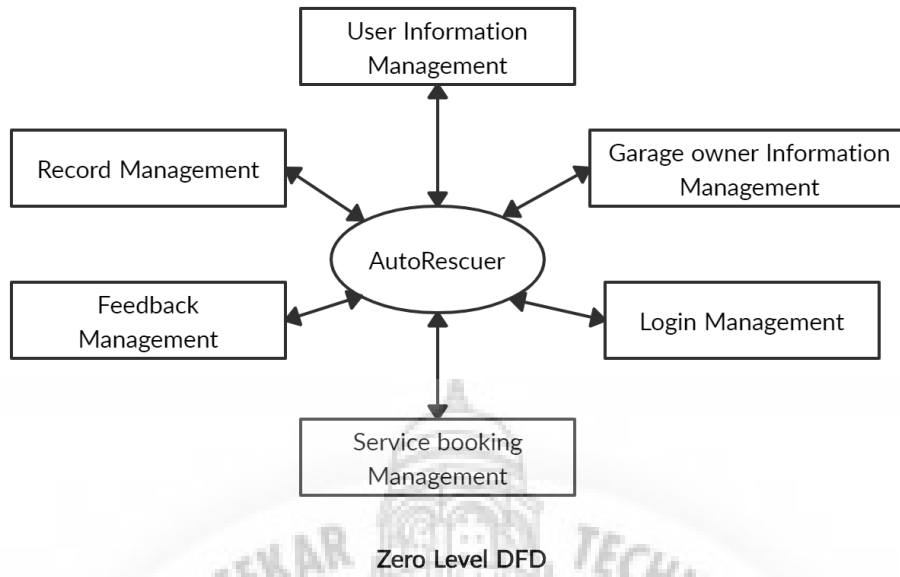 User Information
Management
Record Management
Garage owner Information
Management
AutoRescuer
Feedback
Management
Login Management
Service booking
Management
Zero Level DFD